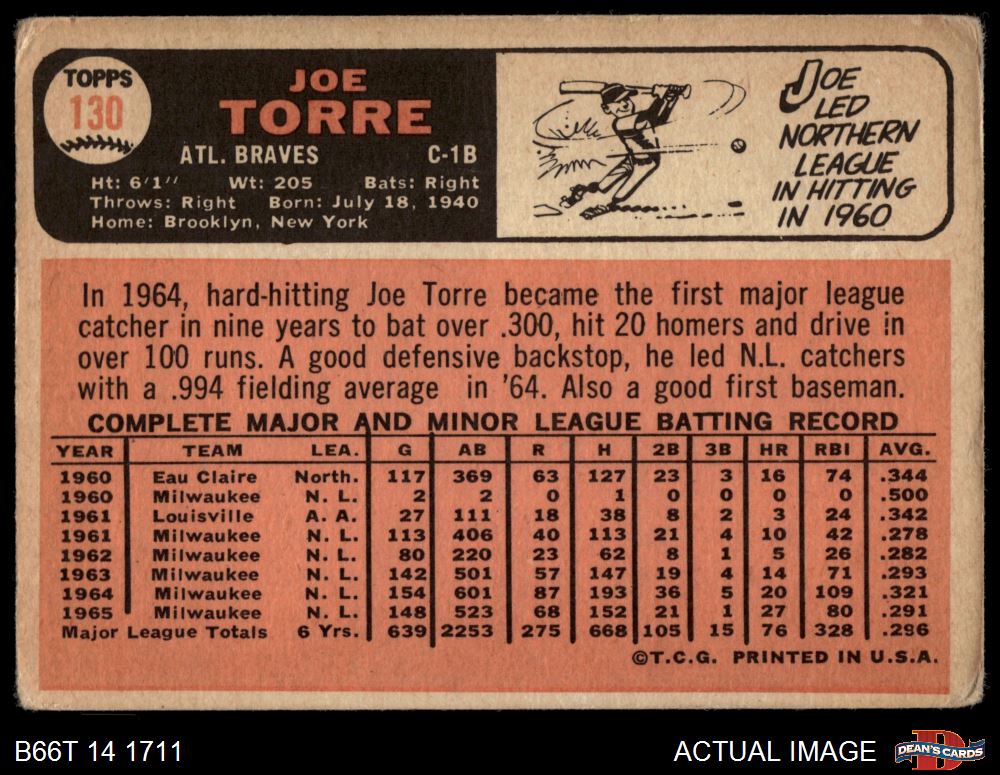 TOPPS
130
JOE
TORRE
ATL. BRAVES C-1B
Ht: 6'1" Wt: 205 Bats: Right
Throws: Right Born: July 18, 1940
Home: Brooklyn, New York
JOE
LED
NORTHERN
LEAGUE
IN HITTING
IN 1960
In 1964, hard-hitting Joe Torre became the first major league
catcher in nine years to bat over .300, hit 20 homers and drive in
over 100 runs. A good defensive backstop, he led N.L. catchers
with a .994 fielding average in '64. Also a good first baseman.
COMPLETE MAJOR AND MINOR LEAGUE BATTING RECORD
YEAR TEAM LEA. G AB R H 2B 3B HR RBI AVG.
1960 Eau Claire North. 117 369 63 127 23 3 16 74 .344
1960 Milwaukee N. L. 2 2 0 1 0 0 0 0 .500
1961 Louisville A. A. 27 111 18 38 8 2 3 24 .342
1961 Milwaukee N. L. 113 406 40 113 21 4 10 42 .278
1962 Milwaukee N. L. 80 220 23 62 8 1 5 26 .282
1963 Milwaukee N. L. 142 501 57 147 19 4 14 71 .293
1964 Milwaukee N. L. 154 601 87 193 36 5 20 109 .321
1965 Milwaukee N. L. 148 523 68 152 21 1 27 80 .291
Major League Totals 6 Yrs. 639 2253 275 668 105 15 76 328 .296
©T.C.G. PRINTED IN U.S.A.
B66T 14 1711 ACTUAL IMAGE DEAN'S CARDS